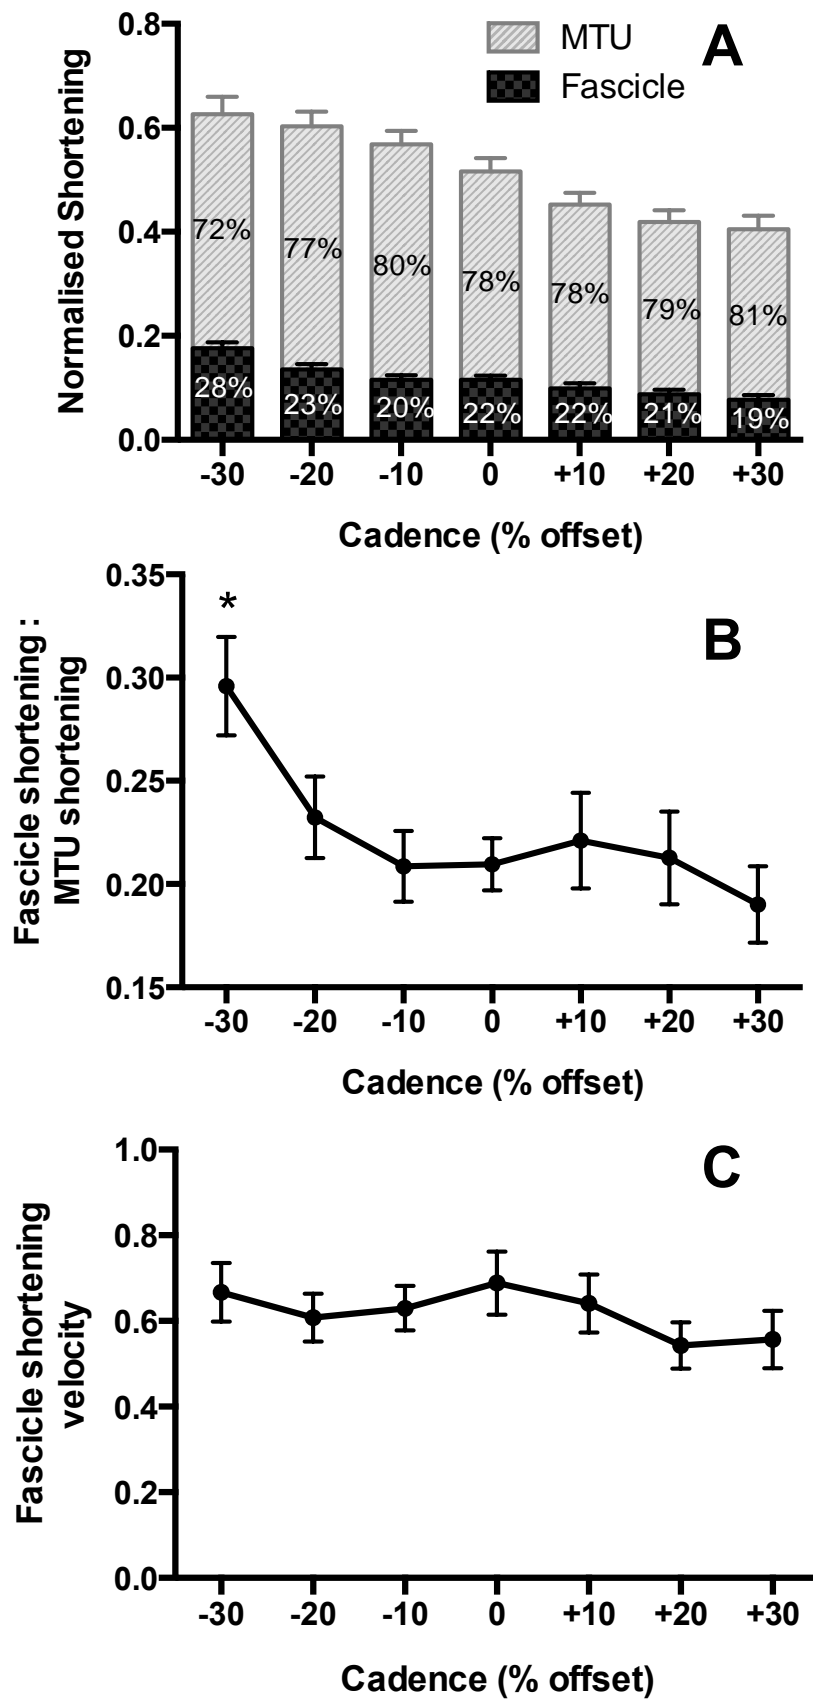 0.8
MTU
A
Fascicle
Normalised Shortening
0.6
0.4
0.2
0.0
72%
77%
80%
78%
78%
79%
81%
28%
23%
20%
22%
22%
21%
19%
-30 -20 -10 0 +10 +20 +30
Cadence (% offset)
0.35
*
B
Fascicle shortening :
MTU shortening
0.30
0.25
0.20
0.15
-30 -20 -10 0 +10 +20 +30
Cadence (% offset)
1.0
C
Fascicle shortening
velocity
0.8
0.6
0.4
0.2
0.0
-30 -20 -10 0 +10 +20 +30
Cadence (% offset)